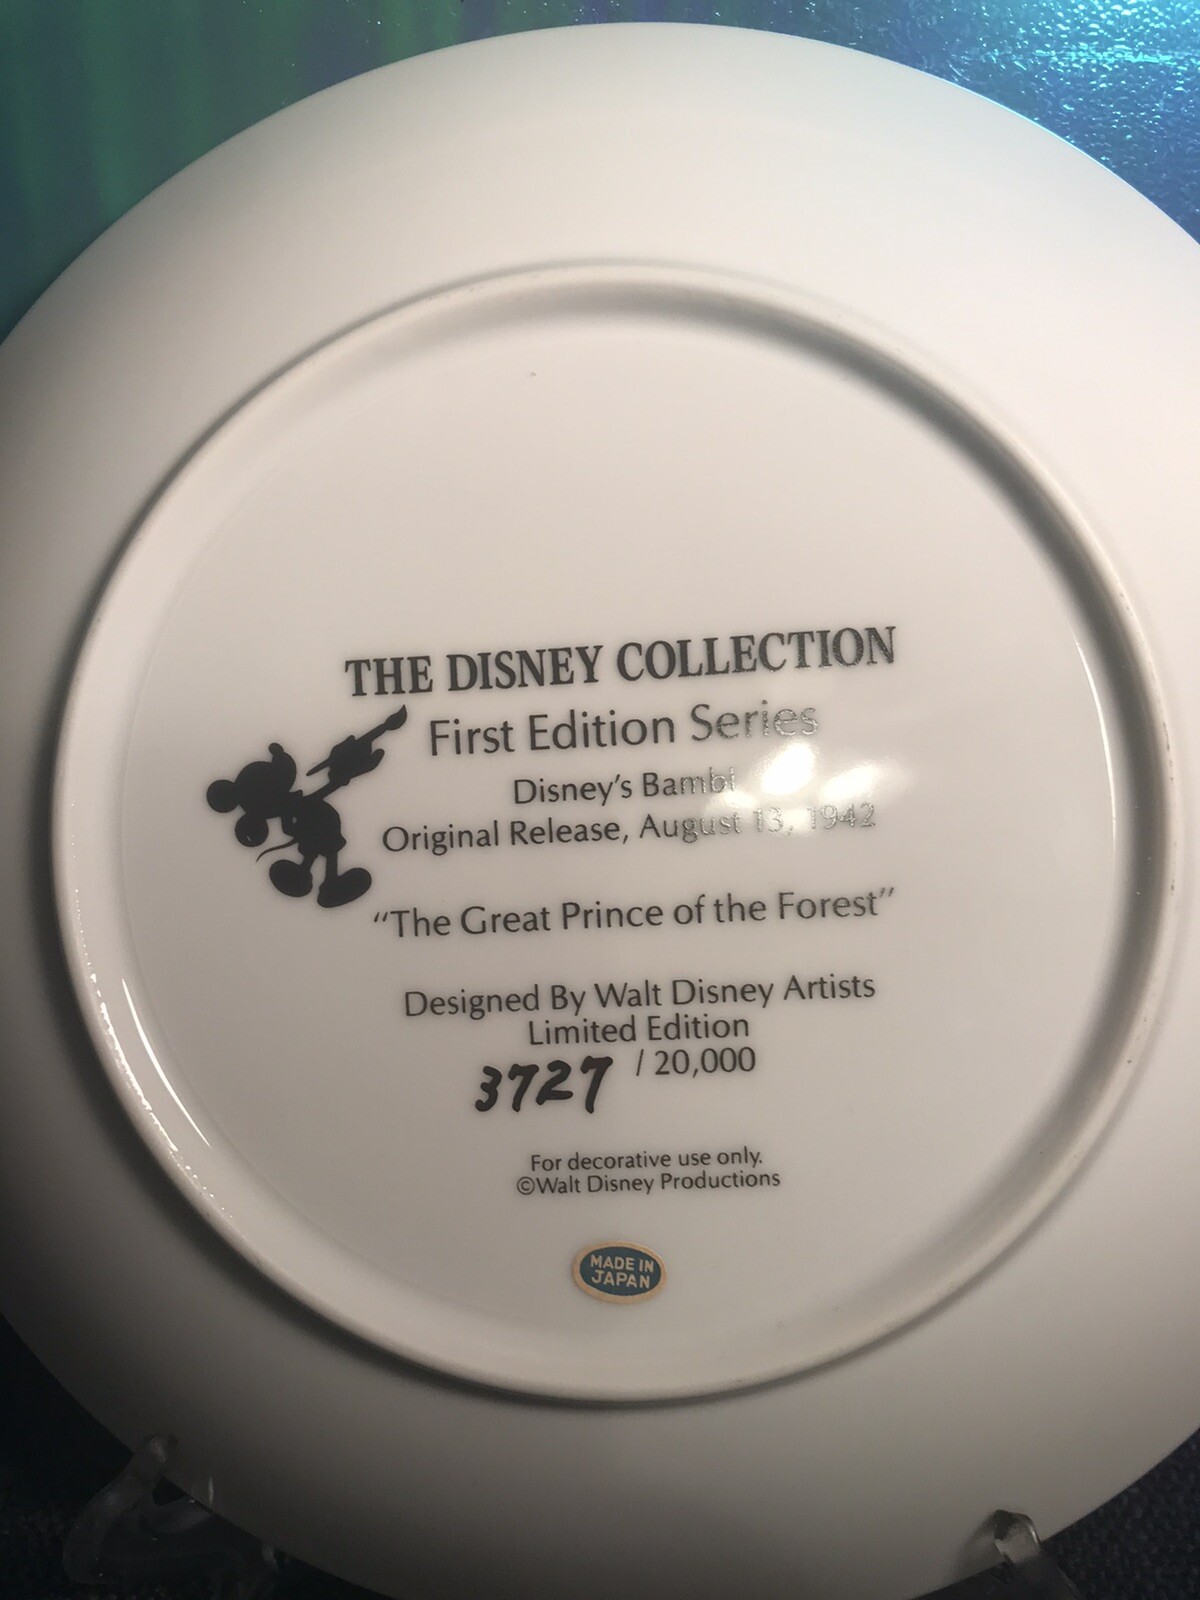 THE DISNEY COLLECTION
First Edition Series
Disney's Bambi
Original Release, August 13, 1942
"The Great Prince of the Forest"
Designed By Walt Disney Artists
Limited Edition
3727 / 20,000
For decorative use only.
©Walt Disney Productions
MADE IN
JAPAN